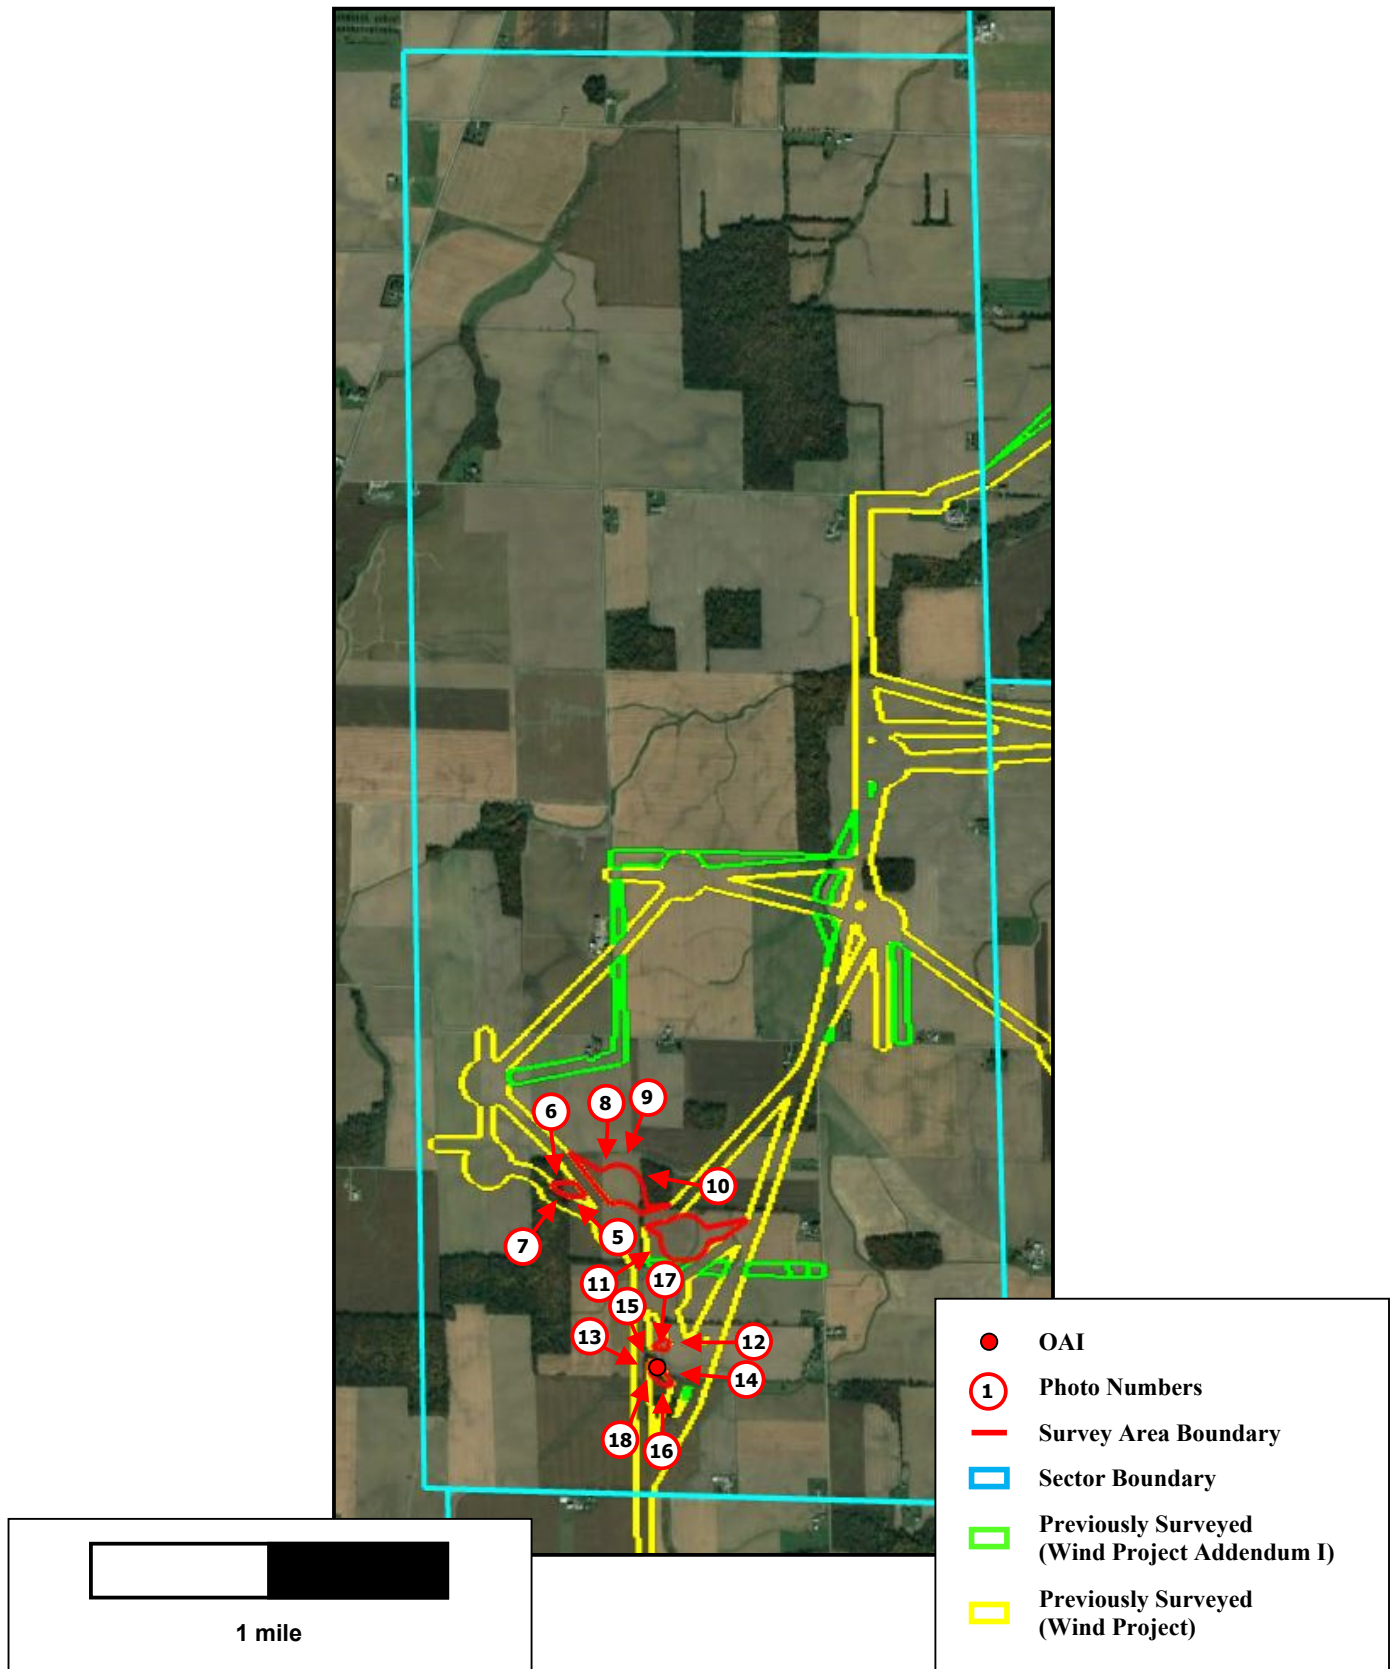 6
8
9
10
7
5
11
17
15
13
12
14
18
16
OAI
1 Photo Numbers
Survey Area Boundary
Sector Boundary
Previously Surveyed
(Wind Project Addendum I)
Previously Surveyed
(Wind Project)
1 mile